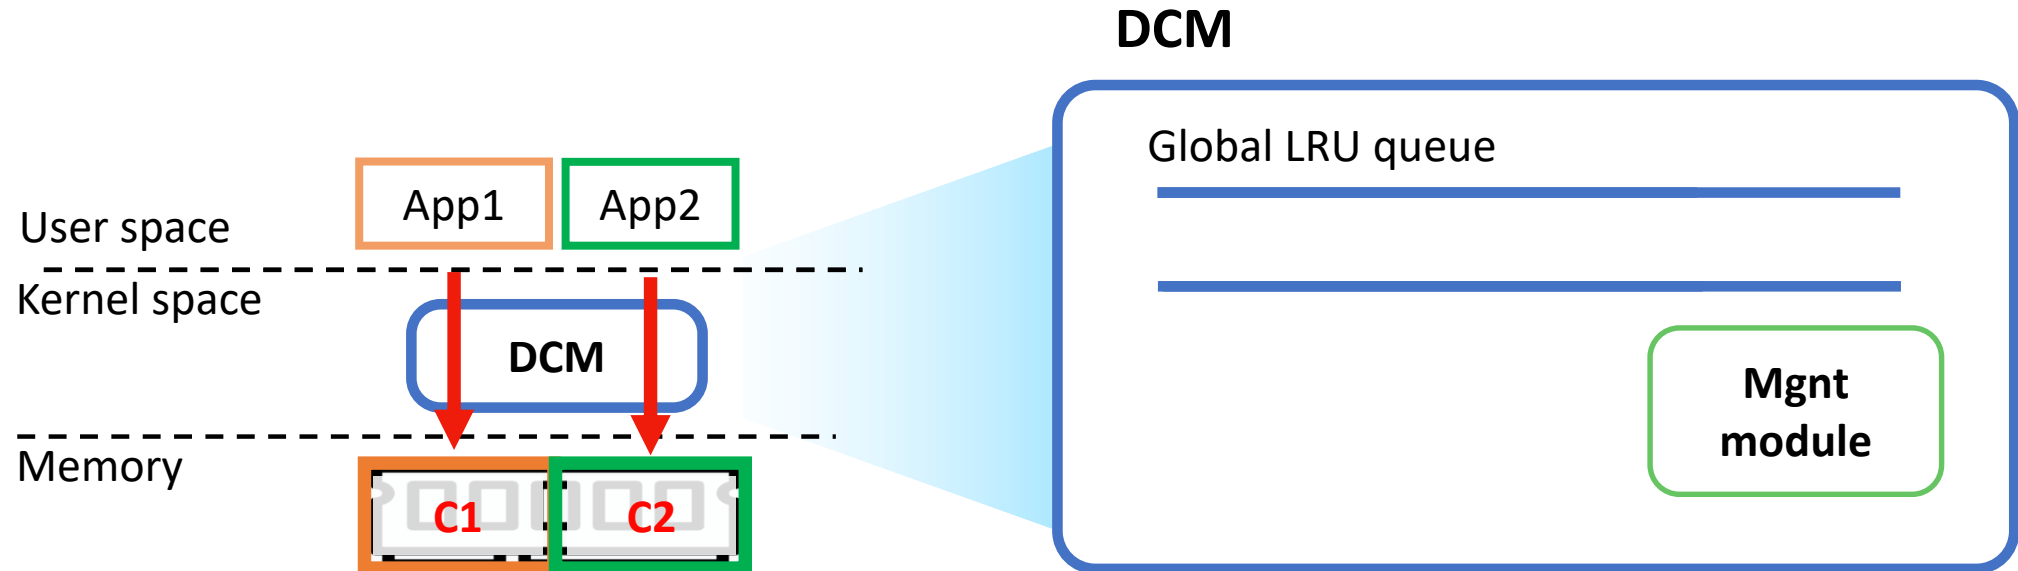 DCM
Global LRU queue
App1
App2
User space
Kernel space
DCM
Mgnt
module
Memory
C1
C2